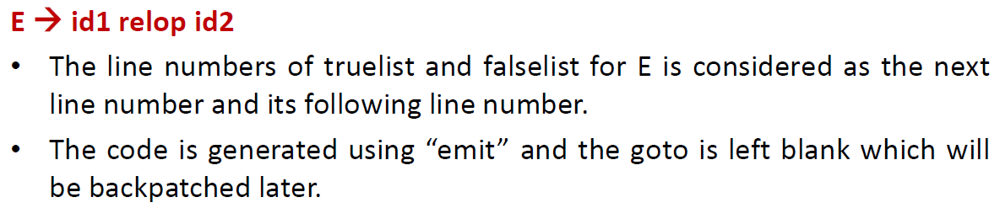 E → id1 relop id2
• The line numbers of truelist and falselist for E is considered as the next
line number and its following line number.
• The code is generated using “emit” and the goto is left blank which will
be backpatched later.